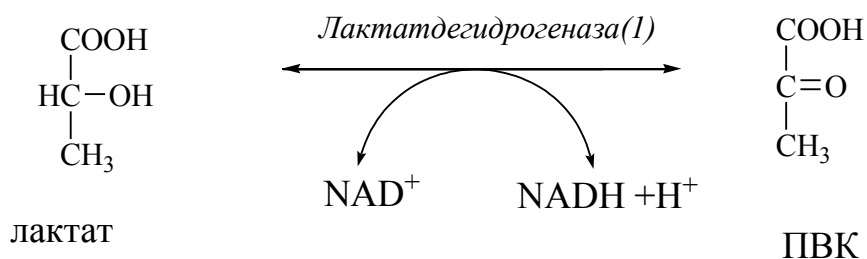 Лактатдегидрогеназа(1)
COOH
HC–OH
CH₃
COOH
C=O
CH₃
NAD⁺
NADH +H⁺
лактат
ПВК